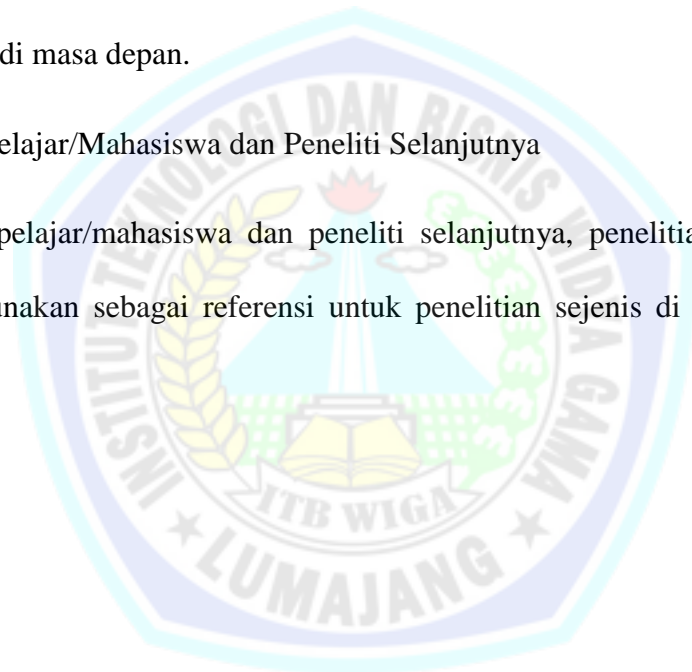 di masa depan.
elajar/Mahasiswa dan Peneliti Selanjutnya
pelajar/mahasiswa dan peneliti selanjutnya, penelitia
unakan sebagai referensi untuk penelitian sejenis di
INSTITUT TEKNOLOGI DAN BISNIS WIDYA GAMA
ITB WIGA
LUMAJANG